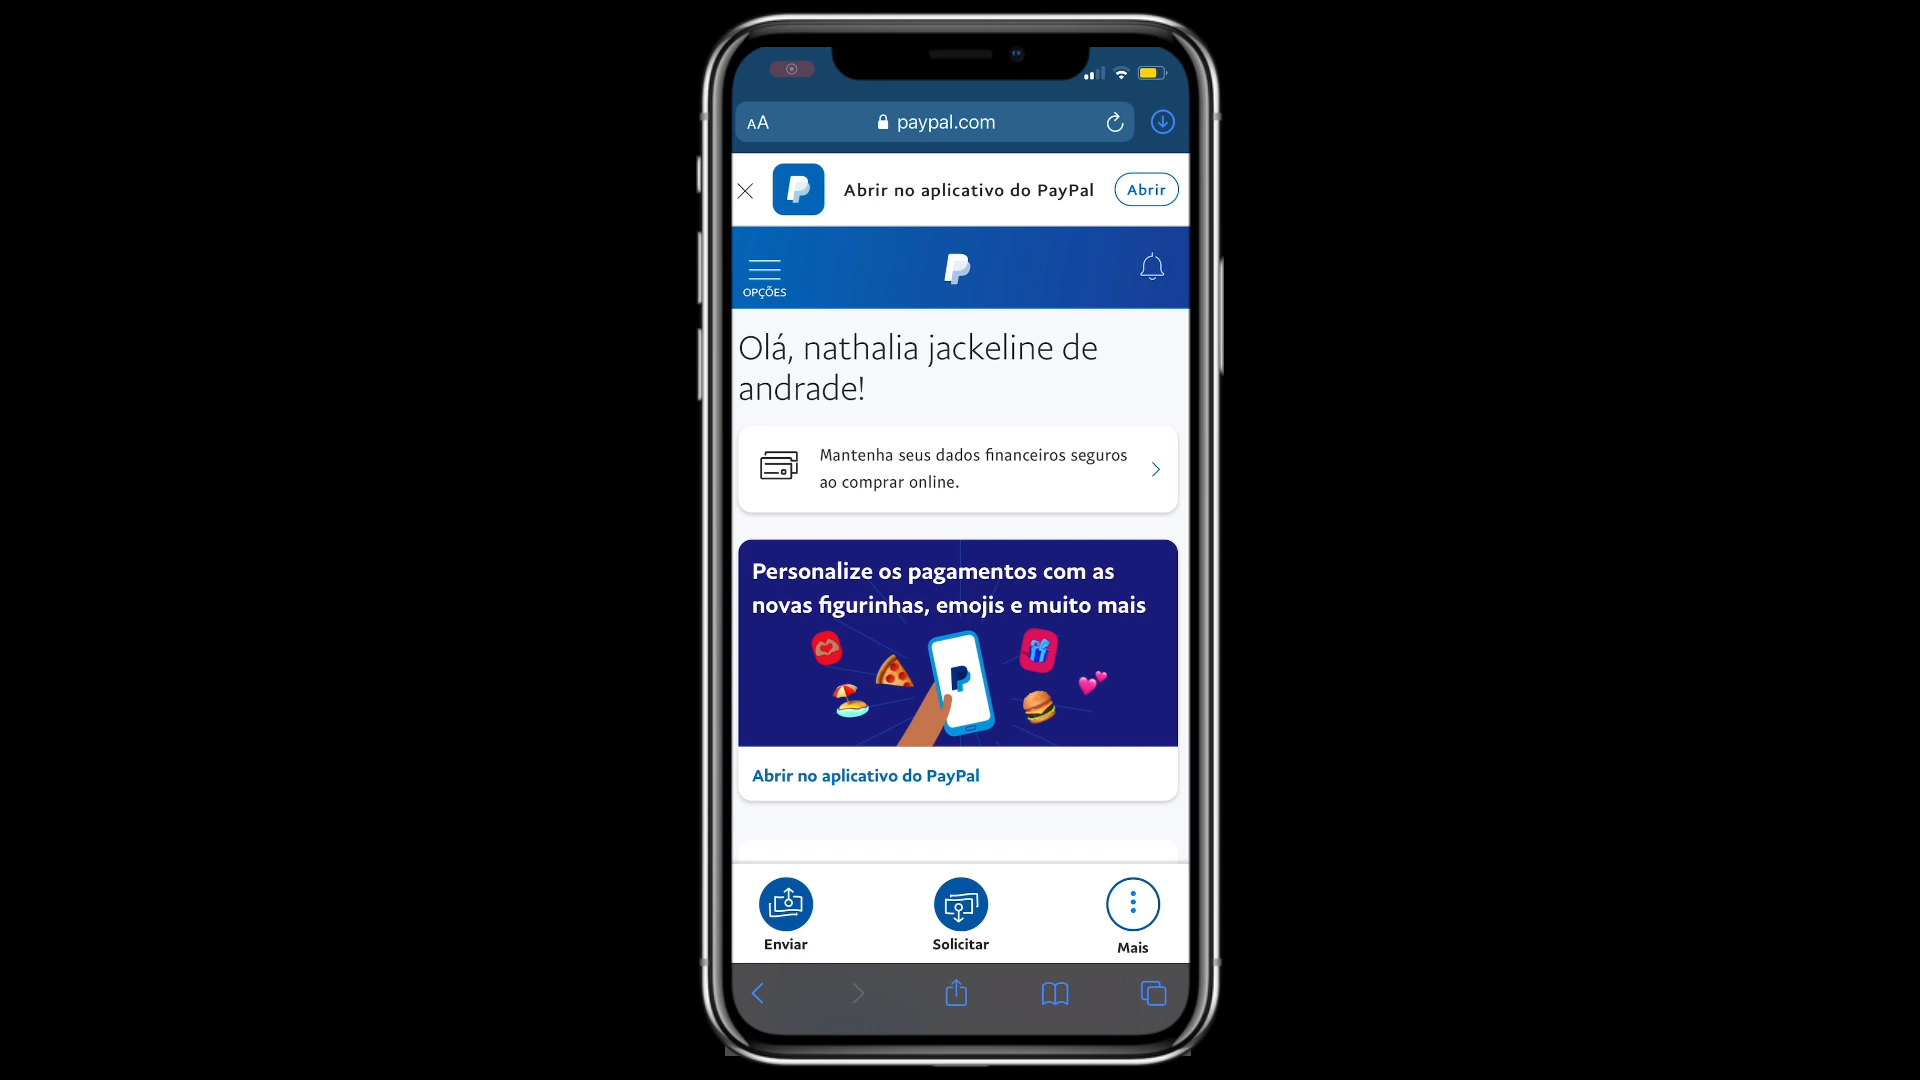 AA
paypal.com
Abrir no aplicativo do PayPal
Abrir
OPÇÕES
Olá, nathalia jackeline de
andrade!
Mantenha seus dados financeiros seguros
ao comprar online.
Personalize os pagamentos com as
novas figurinhas, emojis e muito mais
Abrir no aplicativo do PayPal
Enviar
Solicitar
Mais